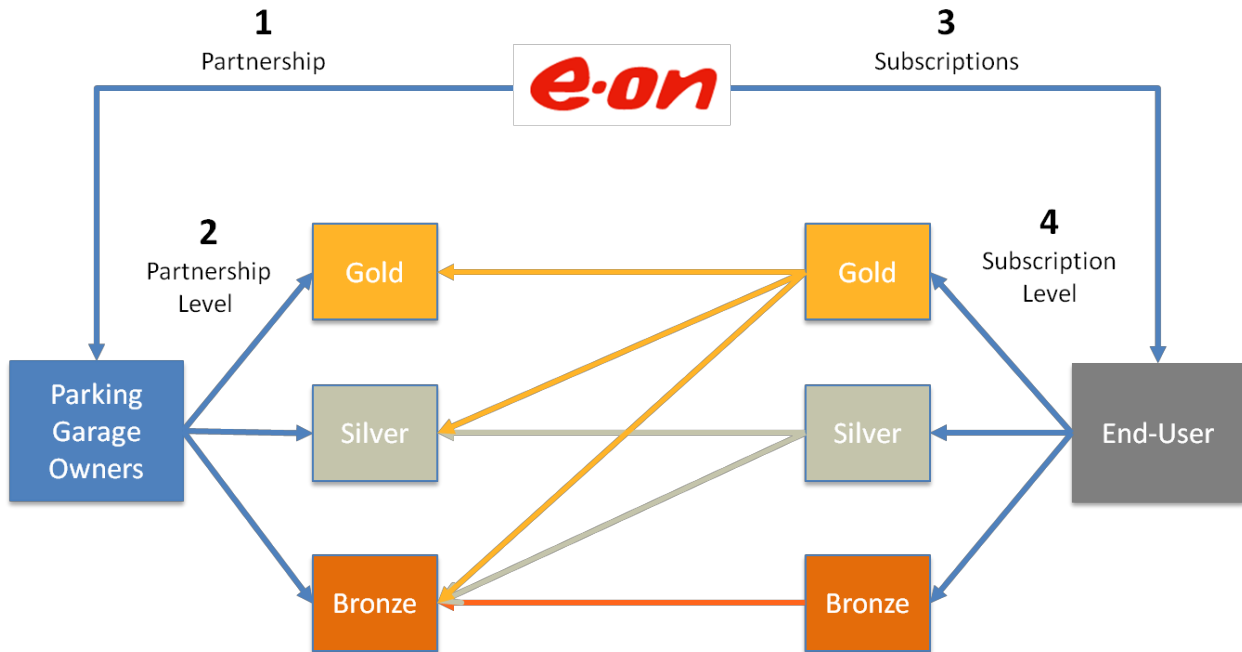 1
Partnership
e·on
3
Subscriptions
2
Partnership
Level
Gold
Gold
4
Subscription
Level
Parking
Garage
Owners
Silver
Silver
End-User
Bronze
Bronze